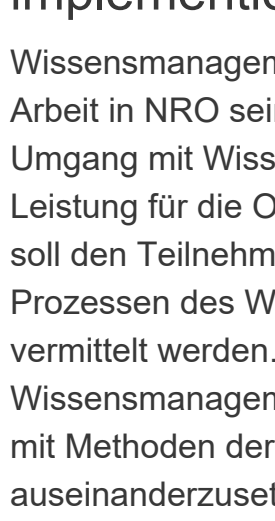 Wissensmanagem
Arbeit in NRO sei
Umgang mit Wiss
Leistung für die O
soll den Teilnehm
Prozessen des W
vermittelt werden.
Wissensmanagem
mit Methoden der
auseinanderzuset